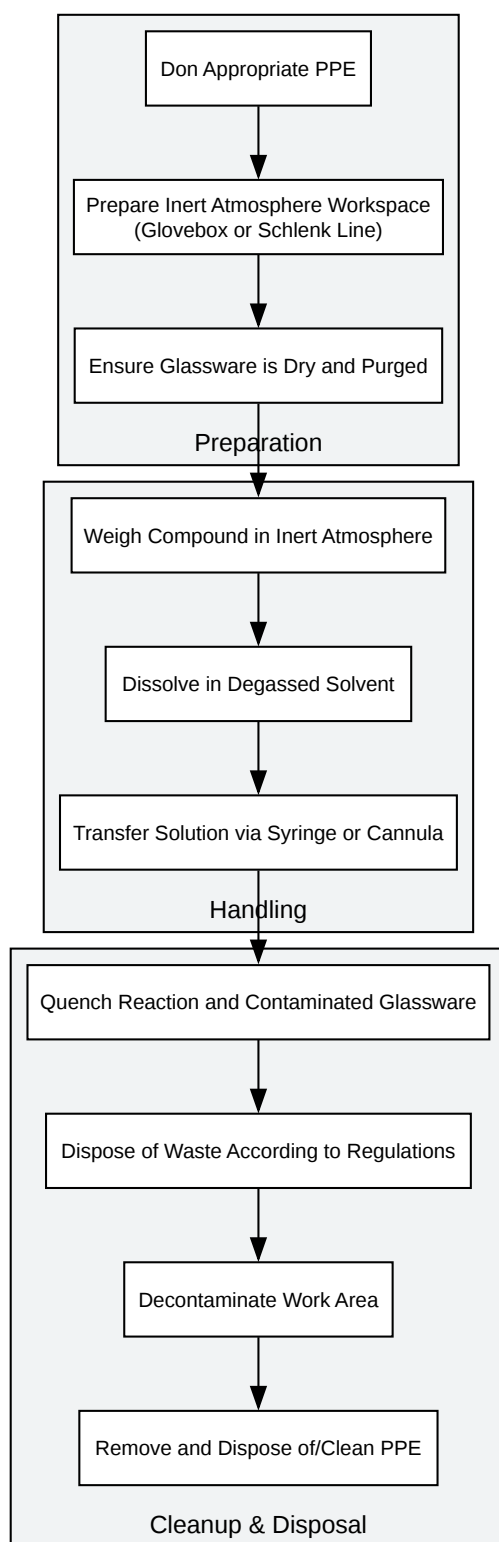 Don Appropriate PPE
Prepare Inert Atmosphere Workspace
(Glovebox or Schlenk Line)
Ensure Glassware is Dry and Purged
Preparation
Weigh Compound in Inert Atmosphere
Dissolve in Degassed Solvent
Transfer Solution via Syringe or Cannula
Handling
Quench Reaction and Contaminated Glassware
Dispose of Waste According to Regulations
Decontaminate Work Area
Remove and Dispose of/Clean PPE
Cleanup & Disposal